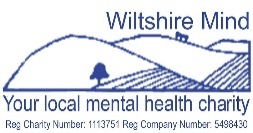 Wiltshire Mind
Your local mental health charity
Reg Charity Number: 1113751 Reg Company Number: 5498430